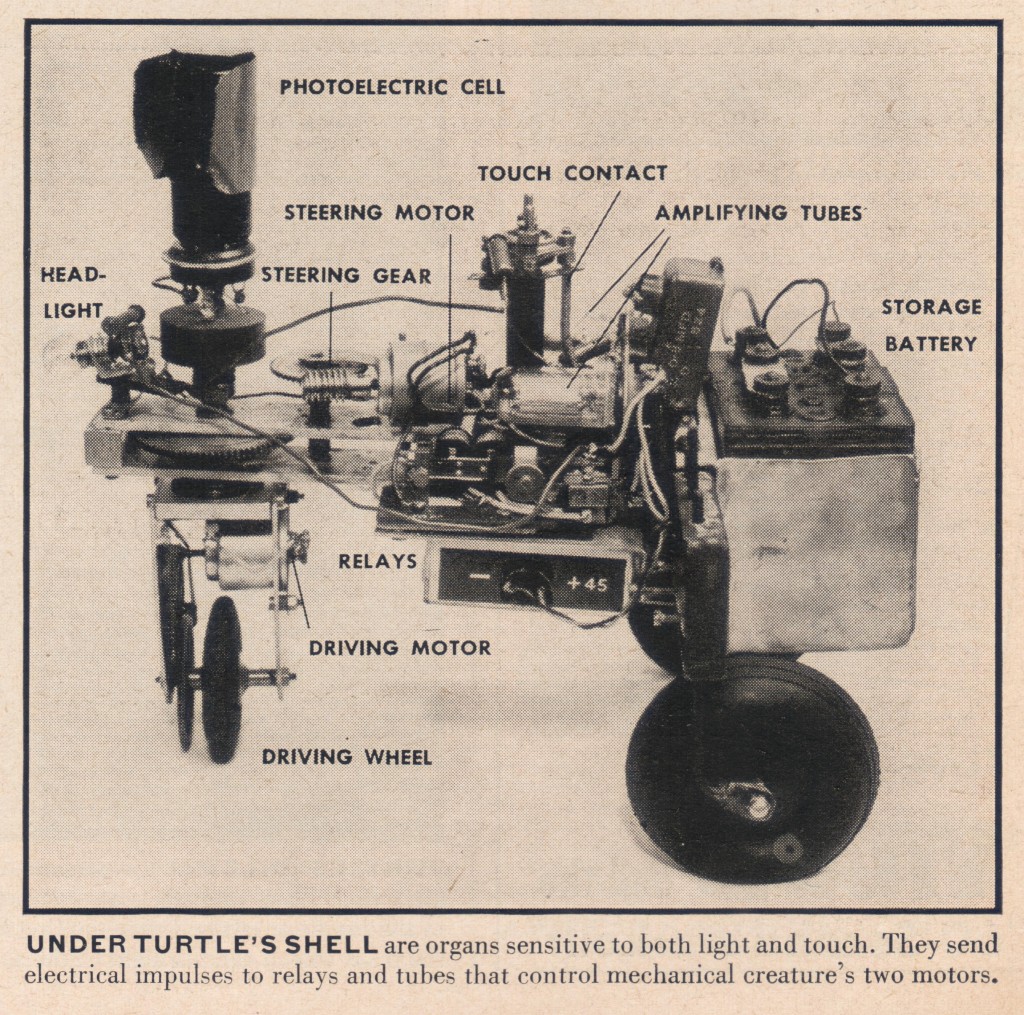 PHOTOELECTRIC CELL
TOUCH CONTACT
STEERING MOTOR
AMPLIFYING TUBES
HEAD-
LIGHT
STEERING GEAR
STORAGE
BATTERY
RELAYS
− +45
DRIVING MOTOR
DRIVING WHEEL
UNDER TURTLE'S SHELL are organs sensitive to both light and touch. They send
electrical impulses to relays and tubes that control mechanical creature's two motors.